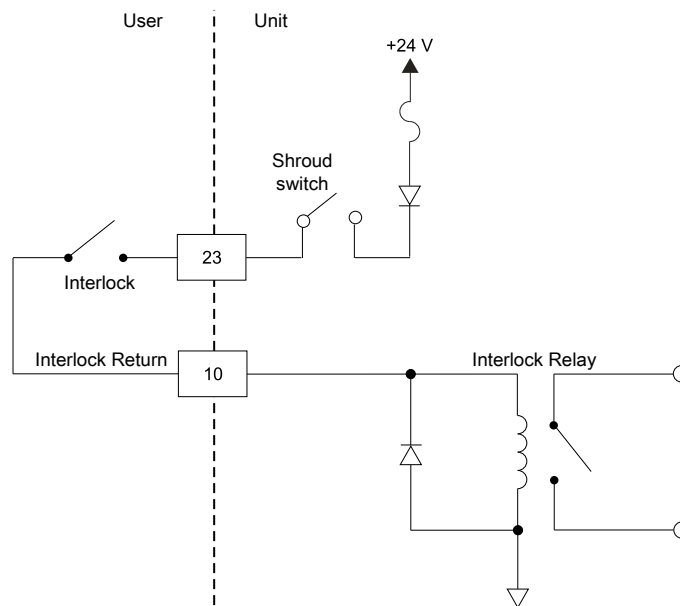 User
Unit
+24 V
Shroud
switch
23
Interlock
Interlock Return
10
Interlock Relay